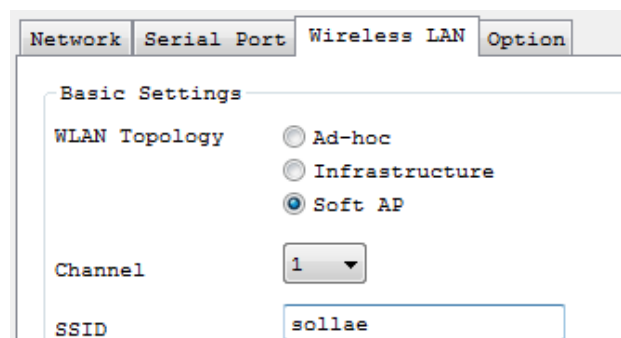 Network Serial Port Wireless LAN Option
Basic Settings
WLAN Topology Ad-hoc
Infrastructure
Soft AP
Channel 1
SSID sollae